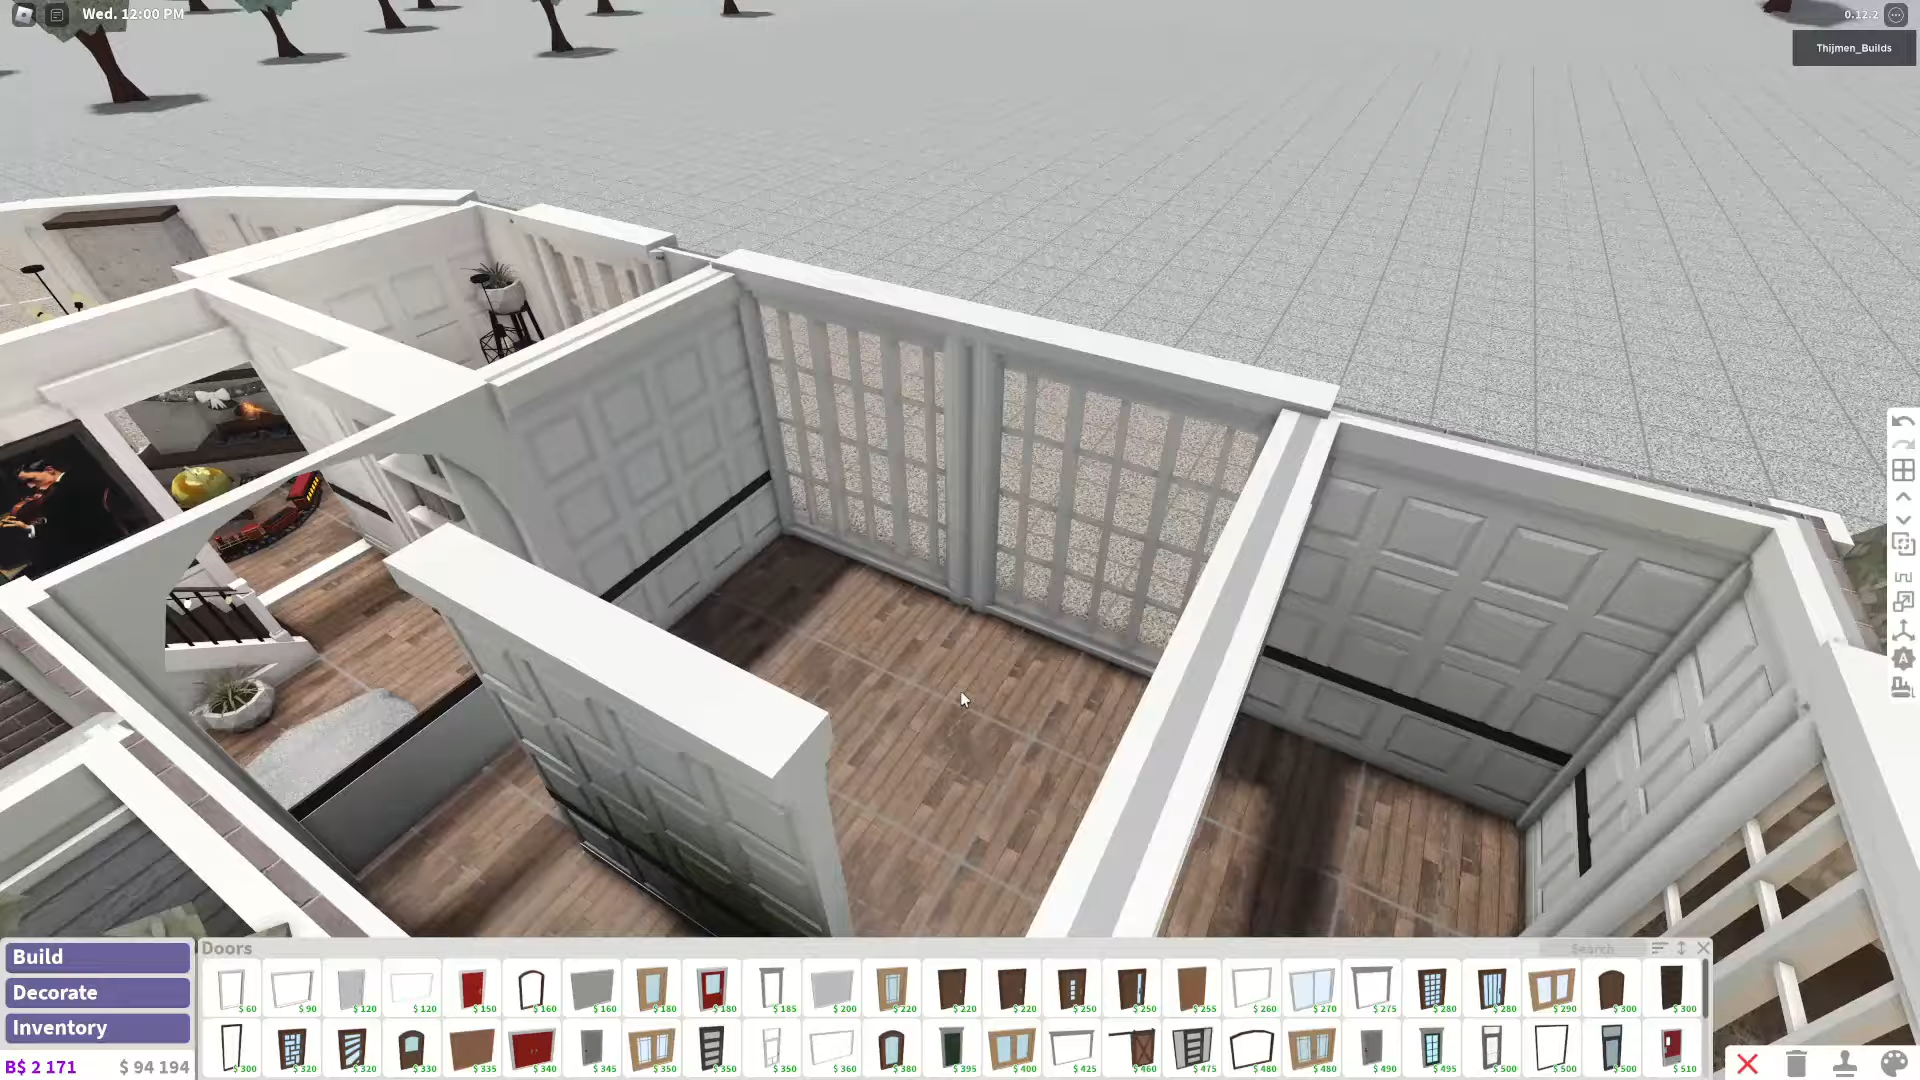 Wed. 12:00 PM
0.12.2
Thijmen_Builds
Build
Decorate
Inventory
B$ 2 171
$ 94 194
Doors
Search
$ 60 $ 90 $ 120 $ 120 $ 150 $ 160 $ 160 $ 180 $ 180 $ 185 $ 200 $ 220 $ 220 $ 220 $ 250 $ 250 $ 255 $ 260 $ 270 $ 275 $ 280 $ 280 $ 290 $ 300 $ 300
$ 300 $ 320 $ 320 $ 330 $ 335 $ 340 $ 345 $ 350 $ 350 $ 350 $ 360 $ 380 $ 395 $ 400 $ 425 $ 460 $ 475 $ 480 $ 480 $ 490 $ 495 $ 500 $ 500 $ 500 $ 510